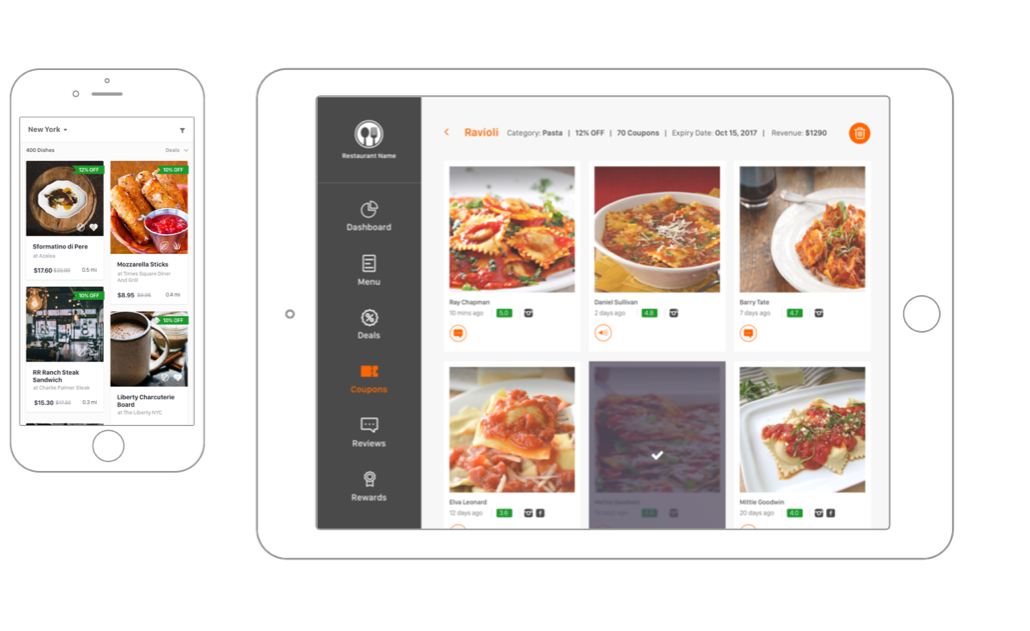 New York
400 Dishes
Deals
12% OFF
Sformatino di Pere
at Azalea
$17.60 $20.00
0.5 mi
10% OFF
Mozzarella Sticks
at Times Square Diner
And Grill
$8.95 $9.95
0.4 mi
10% OFF
RR Ranch Steak
Sandwich
at Charlie Palmer Steak
$15.30 $17.00
0.3 mi
10% OFF
Liberty Charcuterie
Board
at The Liberty NYC
Restaurant Name
Dashboard
Menu
Deals
Coupons
Reviews
Rewards
Ravioli Category: Pasta | 12% OFF | 70 Coupons | Expiry Date: Oct 15, 2017 | Revenue: $1290
Ray Chapman
10 mins ago 5.0
Daniel Sullivan
2 days ago 4.8
Barry Tate
7 days ago 4.7
Elva Leonard
12 days ago 3.6
Mittie Goodwin
20 days ago 4.0